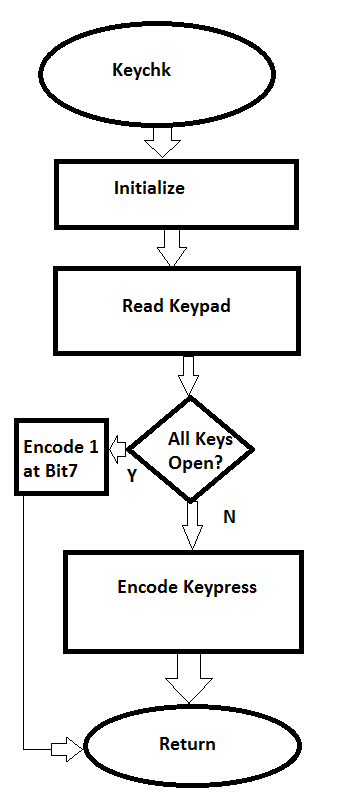 Keychk
Initialize
Read Keypad
All Keys
Open?
Encode 1
at Bit7
Y
N
Encode Keypress
Return